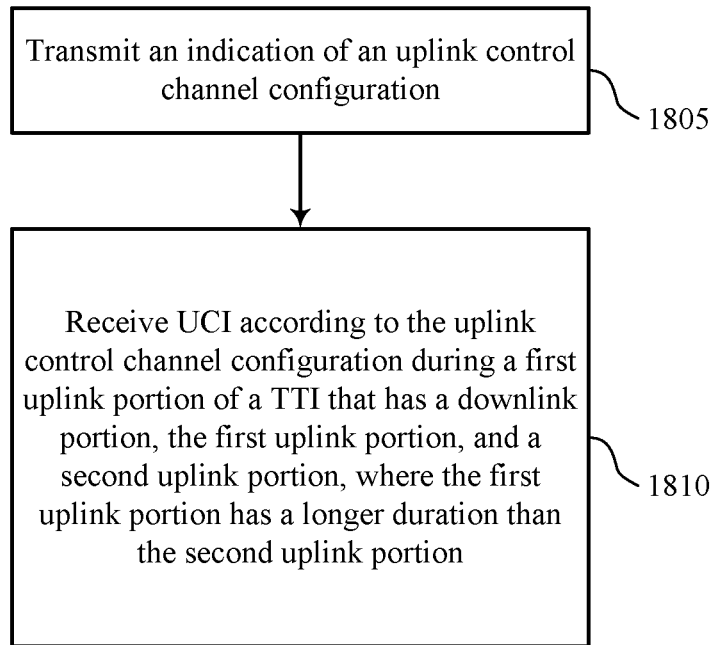 Transmit an indication of an uplink control
channel configuration
1805
Receive UCI according to the uplink
control channel configuration during a first
uplink portion of a TTI that has a downlink
portion, the first uplink portion, and a
second uplink portion, where the first
uplink portion has a longer duration than
the second uplink portion
1810